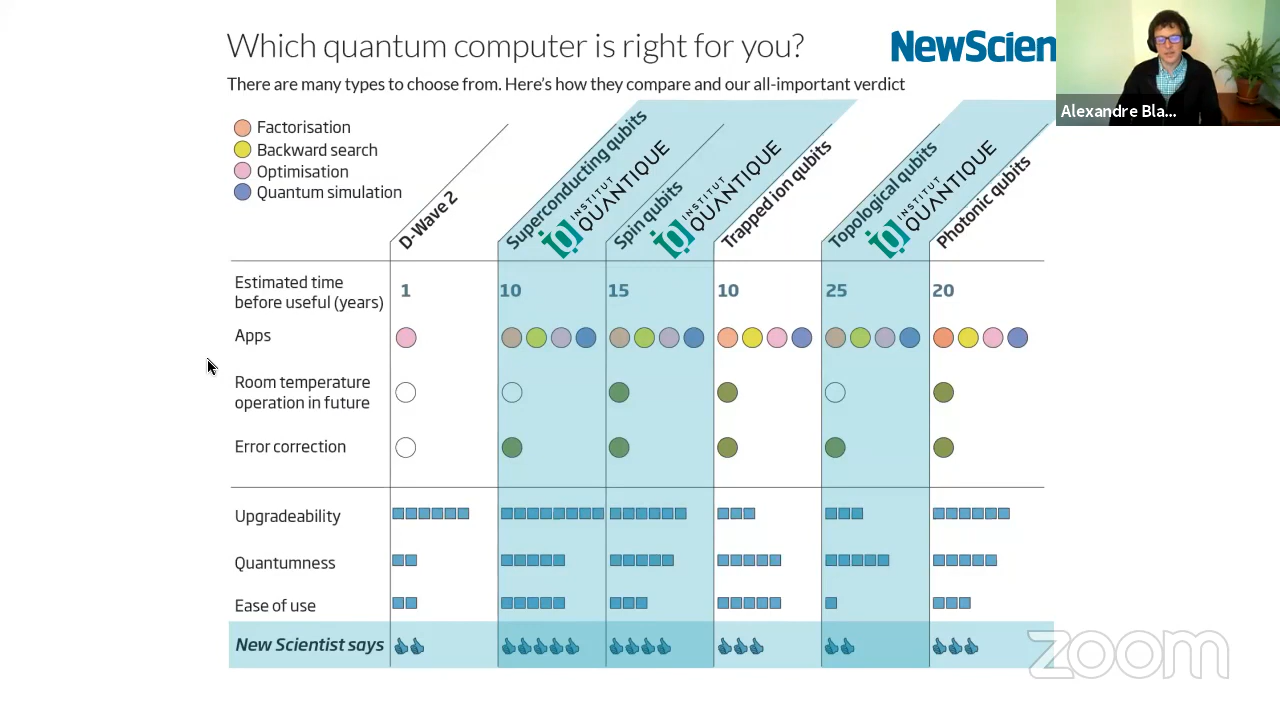 Which quantum computer is right for you?
NewScien
There are many types to choose from. Here's how they compare and our all-important verdict
Alexandre Bla...
Factorisation
Backward search
Optimisation
Quantum simulation
D-Wave 2
Superconducting qubits
INSTITUT
QUANTIQUE
Spin qubits
INSTITUT
QUANTIQUE
Trapped ion qubits
Topological qubits
INSTITUT
QUANTIQUE
Photonic qubits
Estimated time
before useful (years)
1 10 15 10 25 20
Apps
Room temperature
operation in future
Error correction
Upgradeability
Quantumness
Ease of use
New Scientist says
zoom